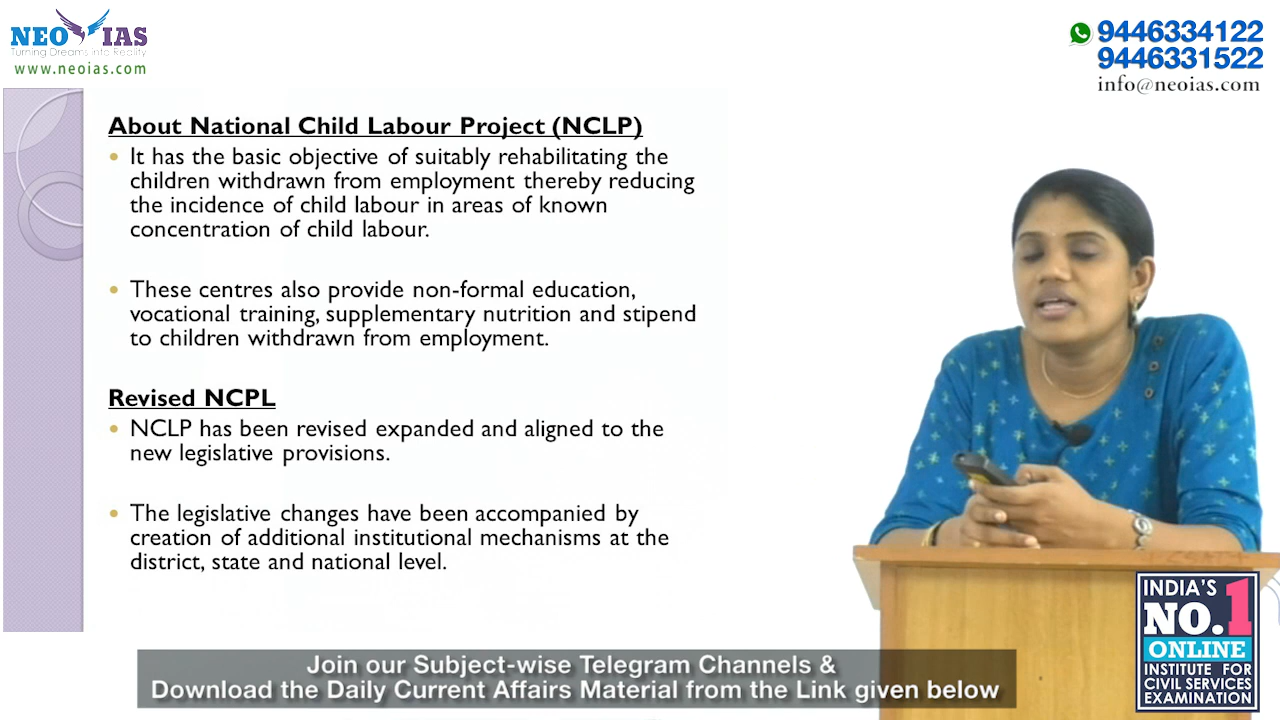 NEO IAS
Turning Dreams Into Reality
www.neoias.com
9446334122
9446331522
info@neoias.com
About National Child Labour Project (NCLP)
• It has the basic objective of suitably rehabilitating the
children withdrawn from employment thereby reducing
the incidence of child labour in areas of known
concentration of child labour.
• These centres also provide non-formal education,
vocational training, supplementary nutrition and stipend
to children withdrawn from employment.
Revised NCPL
• NCLP has been revised expanded and aligned to the
new legislative provisions.
• The legislative changes have been accompanied by
creation of additional institutional mechanisms at the
district, state and national level.
INDIA'S
NO.1
ONLINE
INSTITUTE FOR
CIVIL SERVICES
EXAMINATION
Join our Subject-wise Telegram Channels &
Download the Daily Current Affairs Material from the Link given below